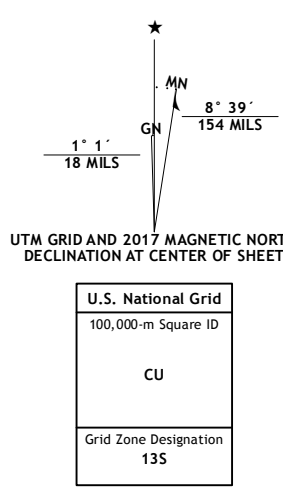 MN
8° 39´
154 MILS
GN
1° 1´
18 MILS
UTM GRID AND 2017 MAGNETIC NORT
DECLINATION AT CENTER OF SHEET
U.S. National Grid
100,000-m Square ID
CU
Grid Zone Designation
13S